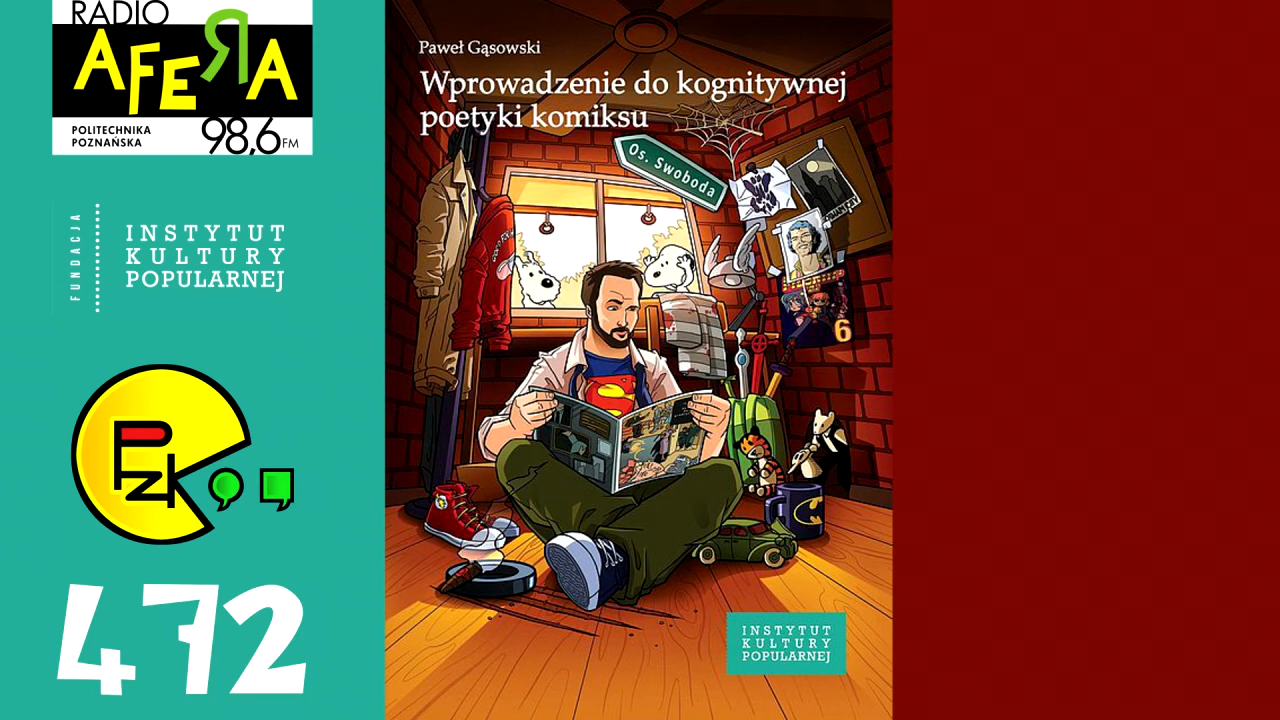 RADIO
AFERA
POLITECHNIKA
POZNAŃSKA
98,6 FM
FUNDACJA
INSTYTUT
KULTURY
POPULARNEJ
PZK
472
Paweł Gąsowski
Wprowadzenie do kognitywnej
poetyki komiksu
Os. Swoboda
6
INSTYTUT
KULTURY
POPULARNEJ